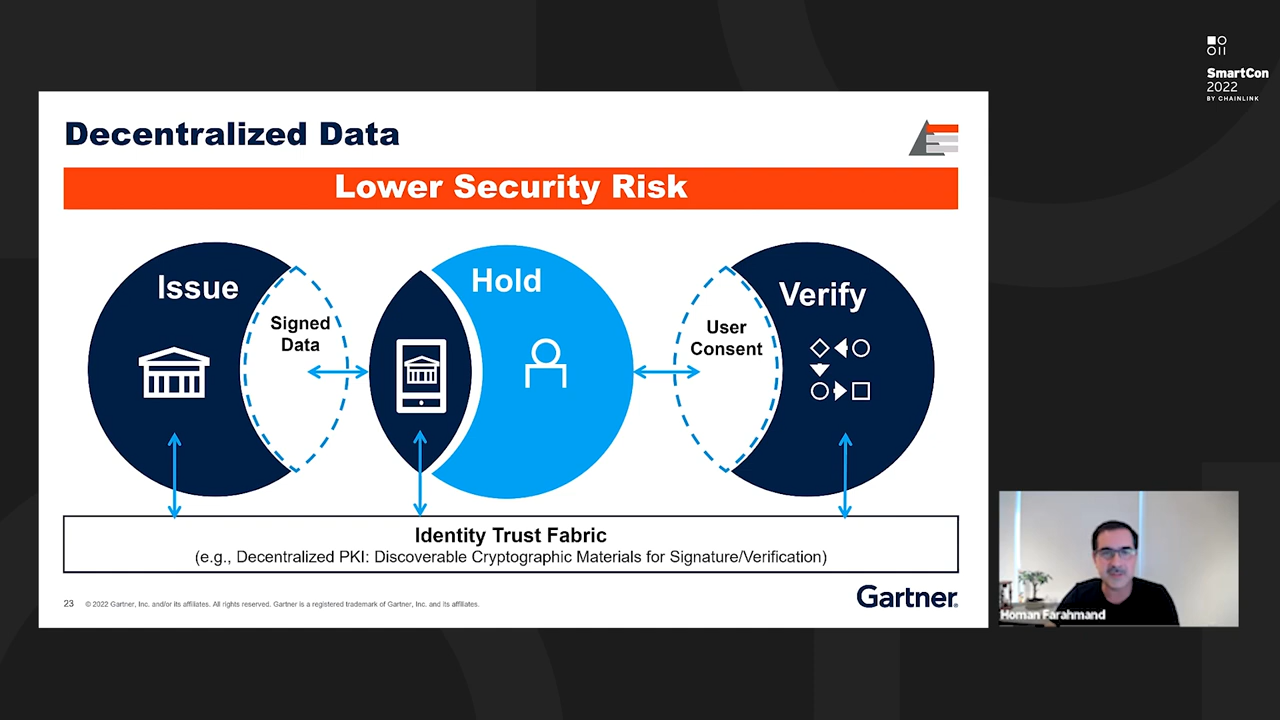 SmartCon
2022
BY CHAINLINK
Decentralized Data
Lower Security Risk
Issue
Signed
Data
Hold
User
Consent
Verify
Identity Trust Fabric
(e.g., Decentralized PKI: Discoverable Cryptographic Materials for Signature/Verification)
23 © 2022 Gartner, Inc. and/or its affiliates. All rights reserved. Gartner is a registered trademark of Gartner, Inc. and its affiliates.
Gartner®
Homan Farahmand